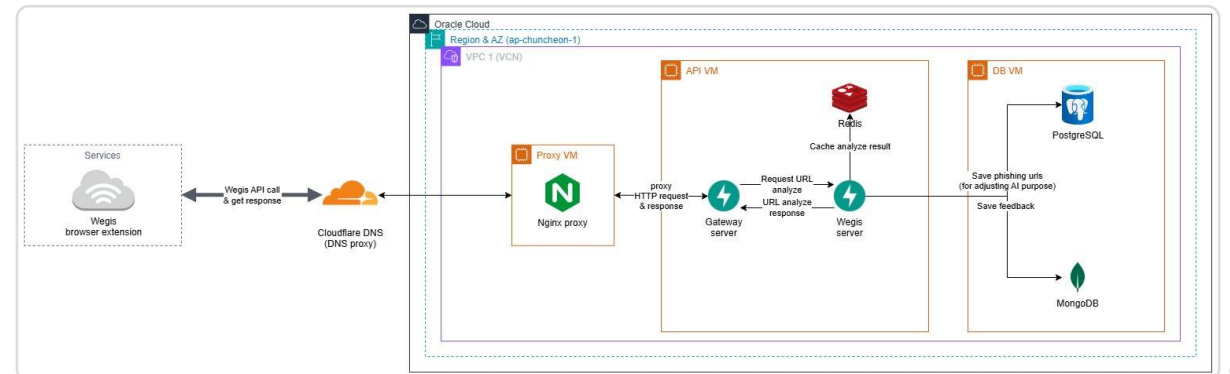 Oracle Cloud
Region & AZ (ap-chuncheon-1)
VPC 1 (VCN)
API VM
DB VM
Redis
PostgreSQL
Cache analyze result
Services
Proxy VM
Wegis API call
& get response
proxy
HTTP request
& response
Request URL
analyze
URL analyze
response
Save phishing urls
(for adjusting AI purpose)
Save feedback
Wegis
browser extension
Cloudflare DNS
(DNS proxy)
Nginx proxy
Gateway
server
Wegis
server
MongoDB